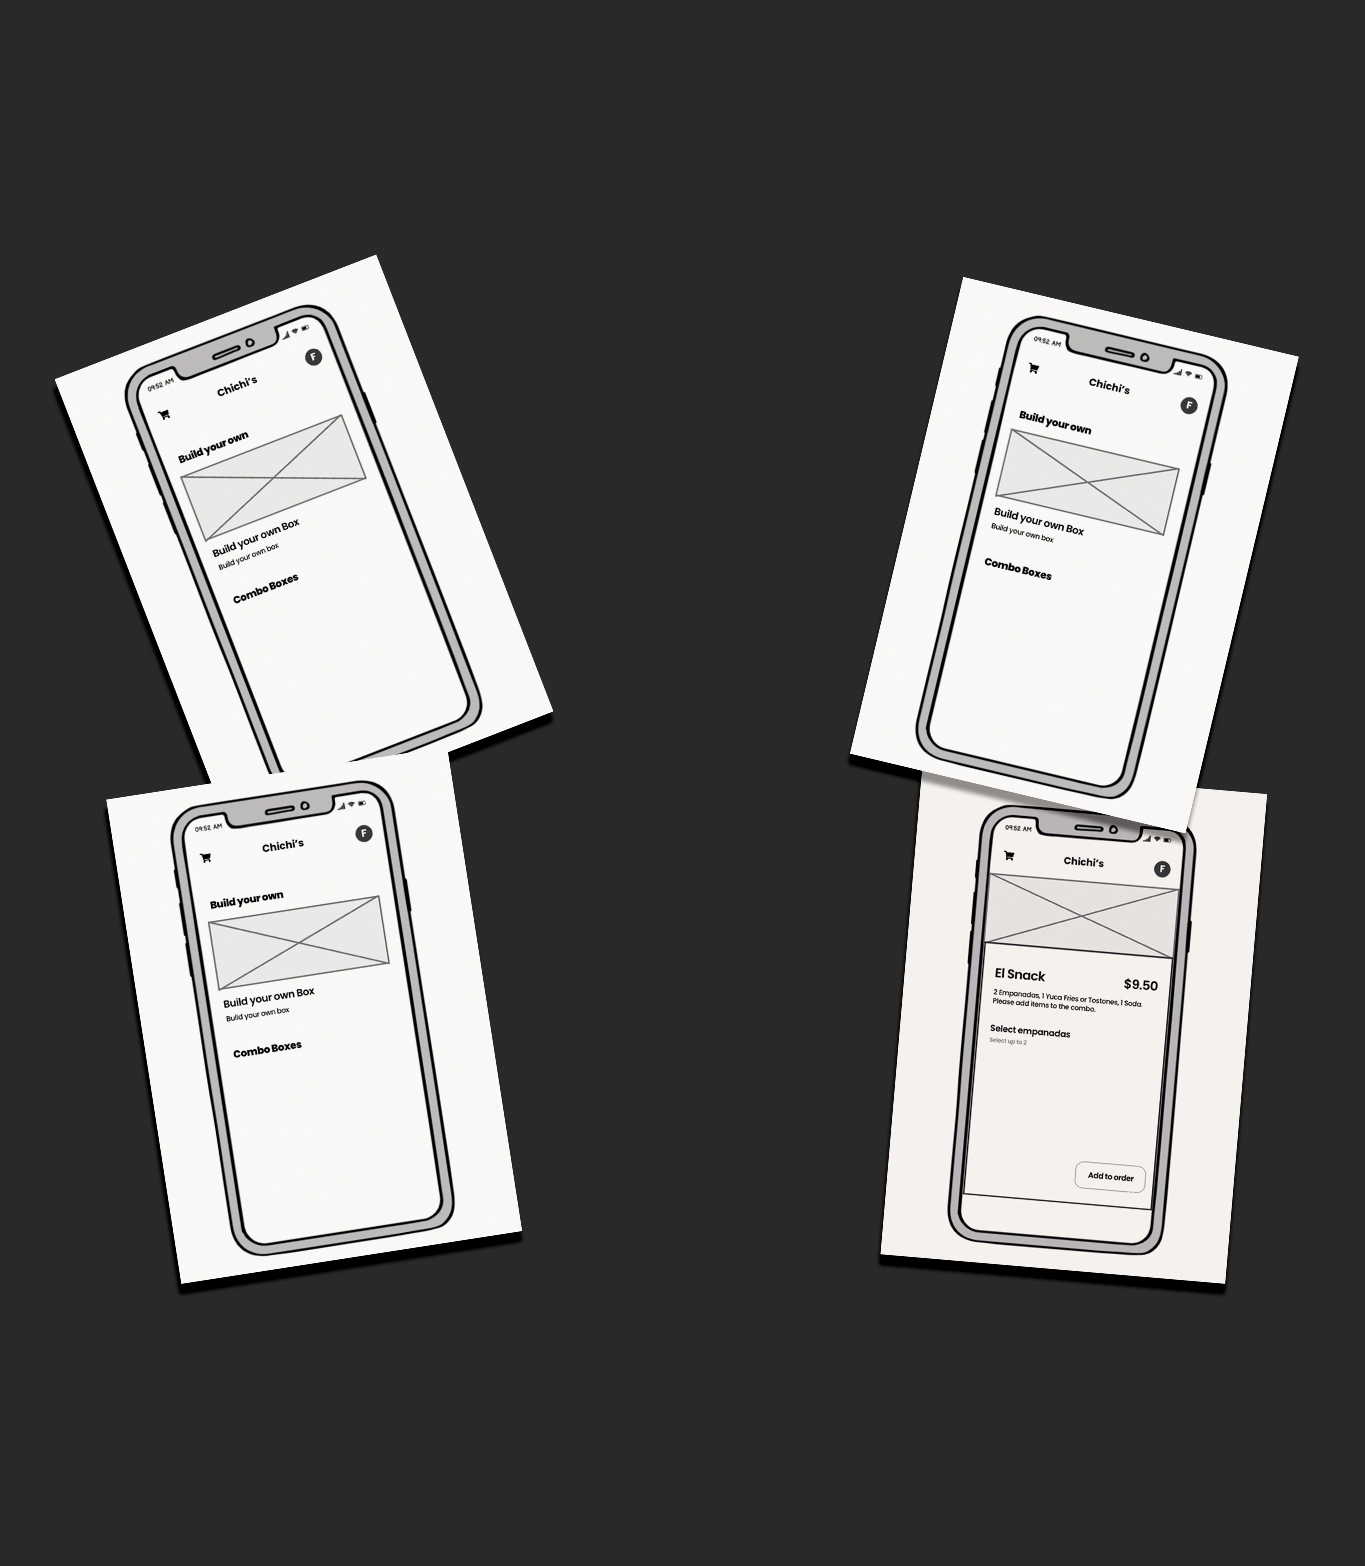 09:52 AM
F
Chichi's
Build your own
Build your own Box
Build your own box
Combo Boxes
09:52 AM
Chichi's
F
Build your own
Build your own Box
Build your own box
Combo Boxes
09:52 AM
F
Chichi's
Build your own
Build your own Box
Build your own box
Combo Boxes
09:52 AM
Chichi's
F
El Snack
$9.50
2 Empanadas, 1 Yuca Fries or Tostones, 1 Soda.
Please add items to the combo.
Select empanadas
Select up to 2
Add to order